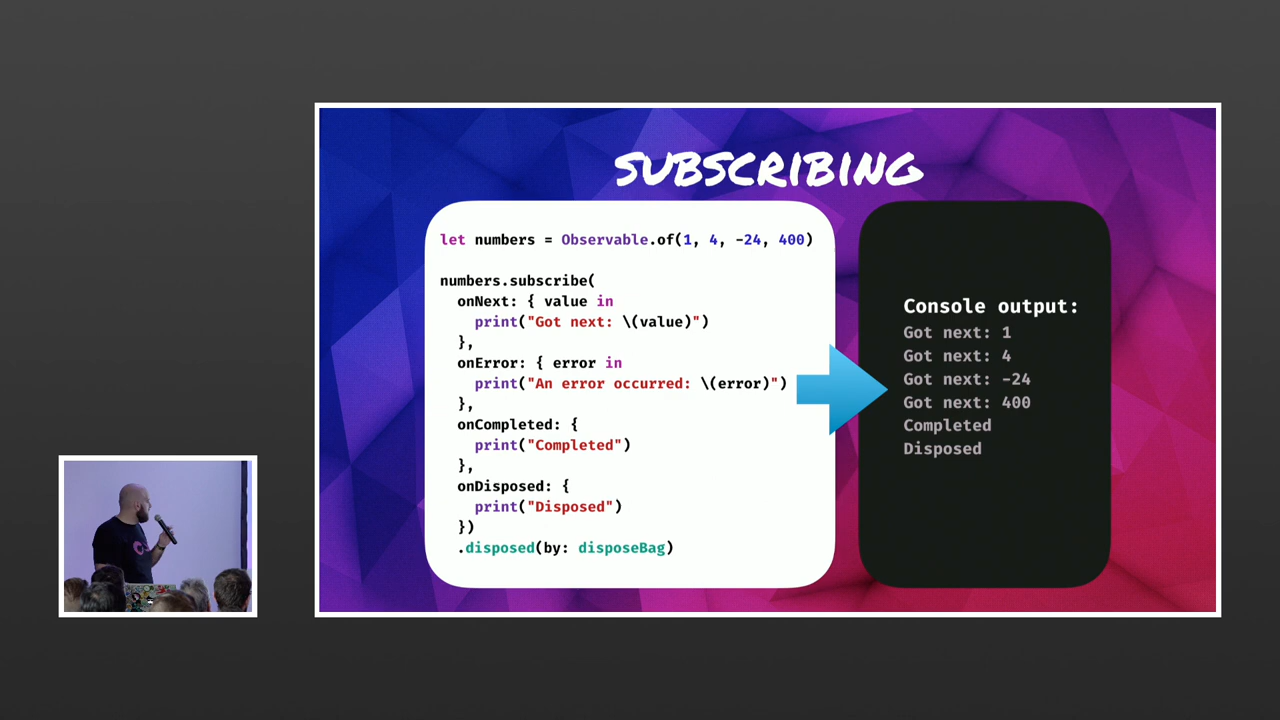 SUBSCRIBING
let numbers = Observable.of(1, 4, -24, 400)
numbers.subscribe(
onNext: { value in
print("Got next: \(value)")
},
onError: { error in
print("An error occurred: \(error)")
},
onCompleted: {
print("Completed")
},
onDisposed: {
print("Disposed")
})
.disposed(by: disposeBag)
Console output:
Got next: 1
Got next: 4
Got next: -24
Got next: 400
Completed
Disposed